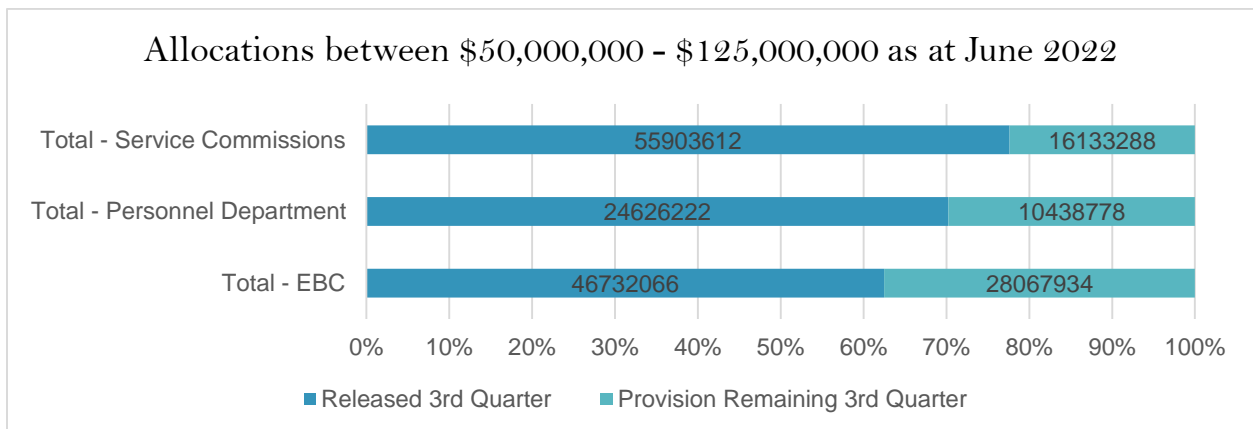 Allocations between $50,000,000 - $125,000,000 as at June 2022
Total - Service Commissions 55903612 16133288
Total - Personnel Department 24626222 10438778
Total - EBC 46732066 28067934
0% 10% 20% 30% 40% 50% 60% 70% 80% 90% 100%
Released 3rd Quarter Provision Remaining 3rd Quarter